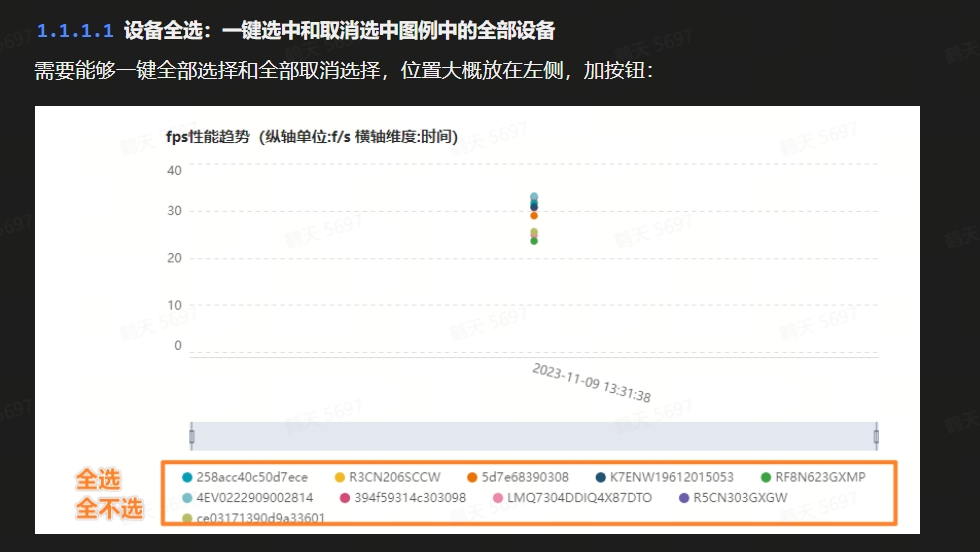 1.1.1.1 设备全选：一键选中和取消选中图例中的全部设备
需要能够一键全部选择和全部取消选择，位置大概放在左侧，加按钮：
fps性能趋势（纵轴单位:f/s 横轴维度:时间）
40
30
20
10
0
2023-11-09 13:31:38
全选
全不选
258acc40c50d7ece R3CN206SCCW 5d7e68390308 K7ENW19612015053 RF8N623GXMP
4EV0222909002814 394f59314c303098 LMQ7304DDIQ4X87DTO R5CN303GXGW
ce03171390d9a33601
鹤天 5697